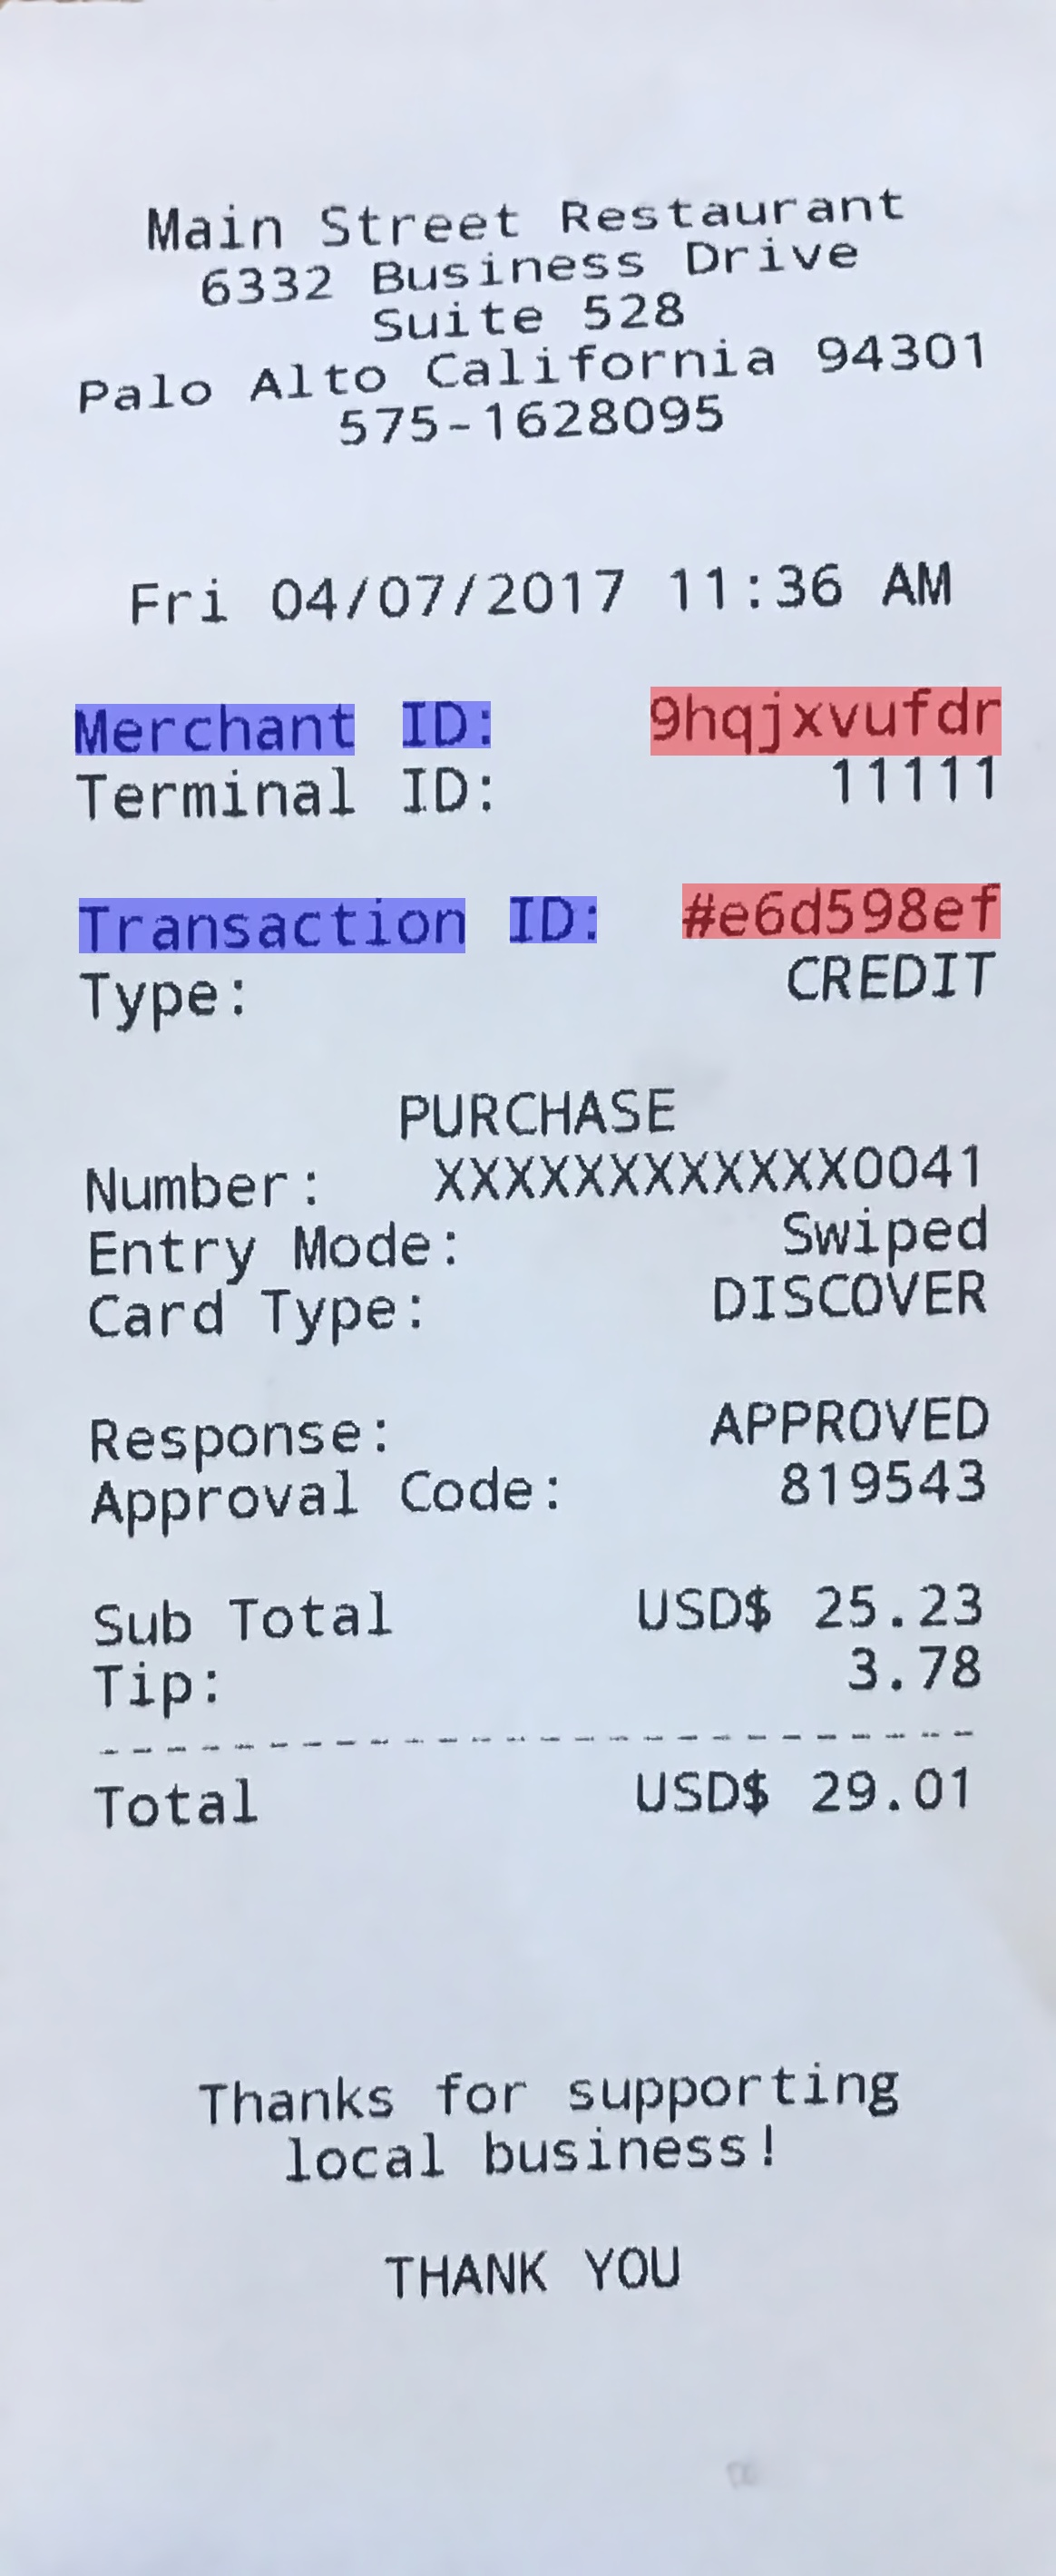 Main Street Restaurant
6332 Business Drive
Suite 528
Palo Alto California 94301
575-1628095
Fri 04/07/2017 11:36 AM
Merchant ID: 9hqjxvufdr
Terminal ID: 11111
Transaction ID: #e6d598ef
Type: CREDIT
PURCHASE
Number: XXXXXXXXXXXX0041
Entry Mode: Swiped
Card Type: DISCOVER
Response: APPROVED
Approval Code: 819543
Sub Total USD$ 25.23
Tip: 3.78
Total USD$ 29.01
Thanks for supporting
local business!
THANK YOU